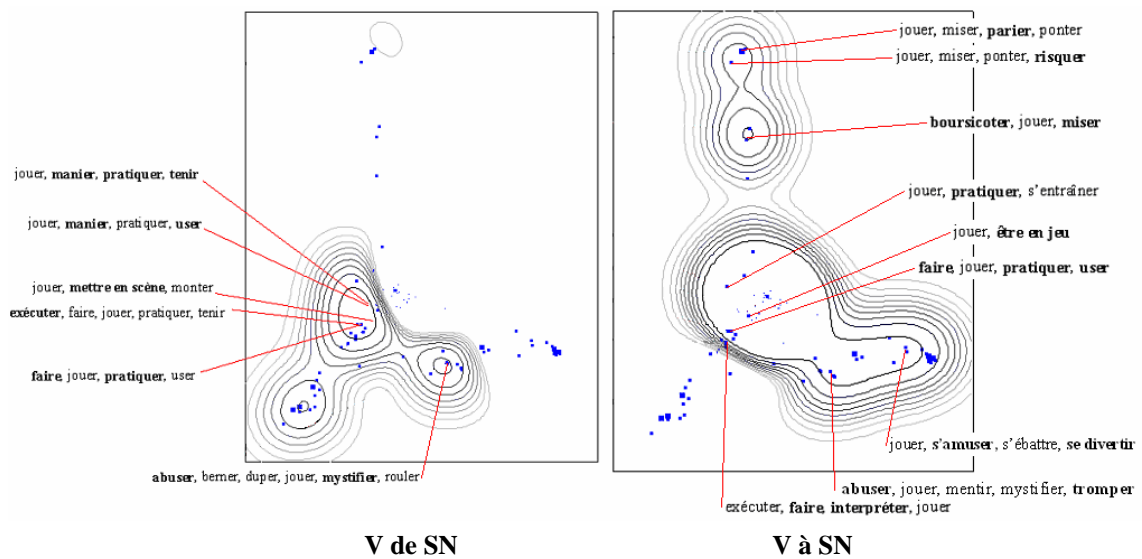 jouer, manier, pratiquer, tenir
jouer, manier, pratiquer, user
jouer, mettre en scène, monter
exécuter, faire, jouer, pratiquer, tenir
faire, jouer, pratiquer, user
abuser, berner, duper, jouer, mystifier, rouler
V de SN
jouer, miser, parier, ponter
jouer, miser, ponter, risquer
boursicoter, jouer, miser
jouer, pratiquer, s'entraîner
jouer, être en jeu
faire, jouer, pratiquer, user
jouer, s'amuser, s'ébattre, se divertir
abuser, jouer, mentir, mystifier, tromper
exécuter, faire, interpréter, jouer
V à SN